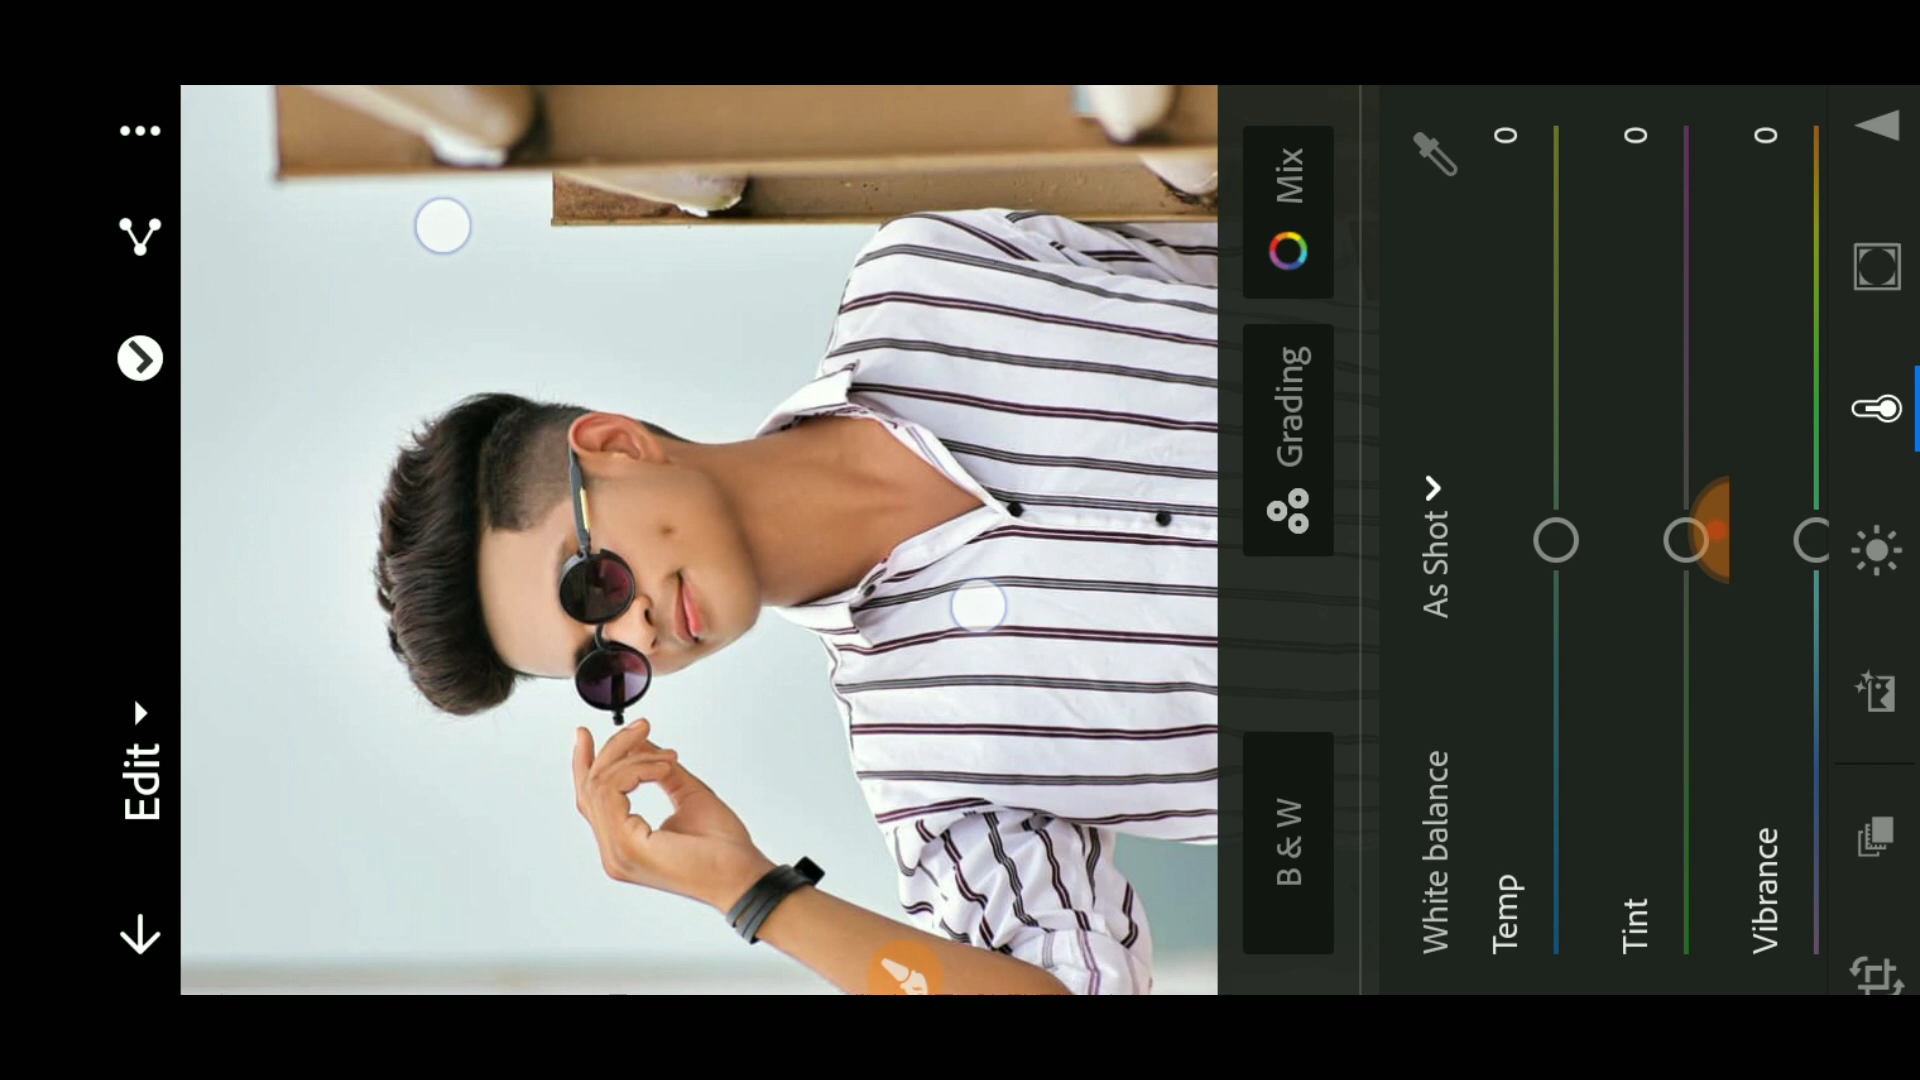 Edit
B & W
Grading
Mix
White balance
As Shot
Temp
0
Tint
0
Vibrance
0